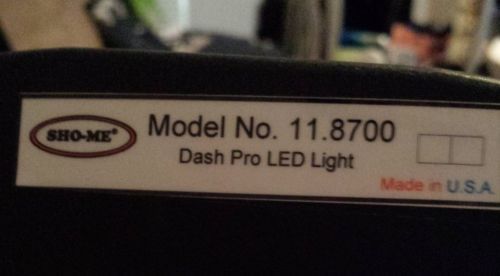 SHO-ME®
Model No. 11.8700
Dash Pro LED Light
Made in U.S.A.